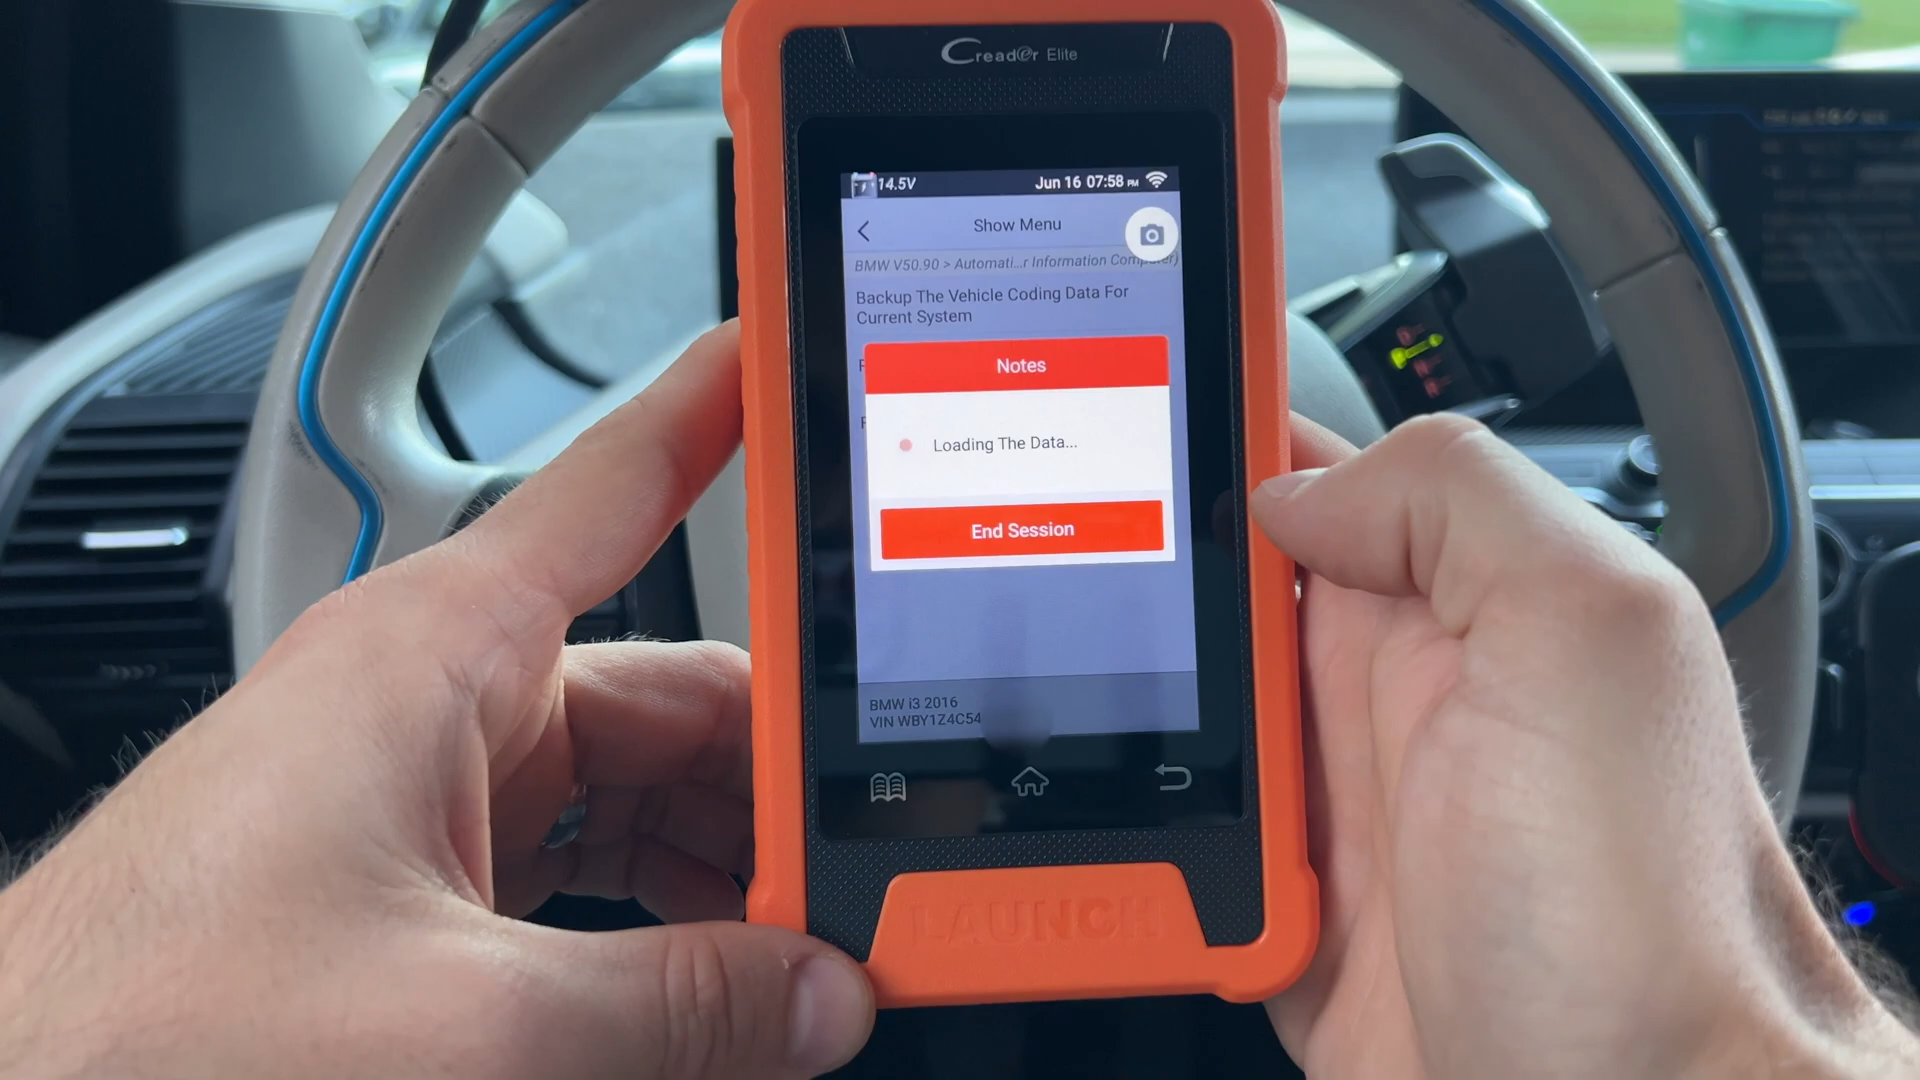 Creader Elite
14.5V
Jun 16 07:58 PM
Show Menu
BMW V50.90 > Automati...r Information Computer)
Backup The Vehicle Coding Data For
Current System
Notes
Loading The Data...
End Session
BMW i3 2016
VIN WBY1Z4C54
LAUNCH